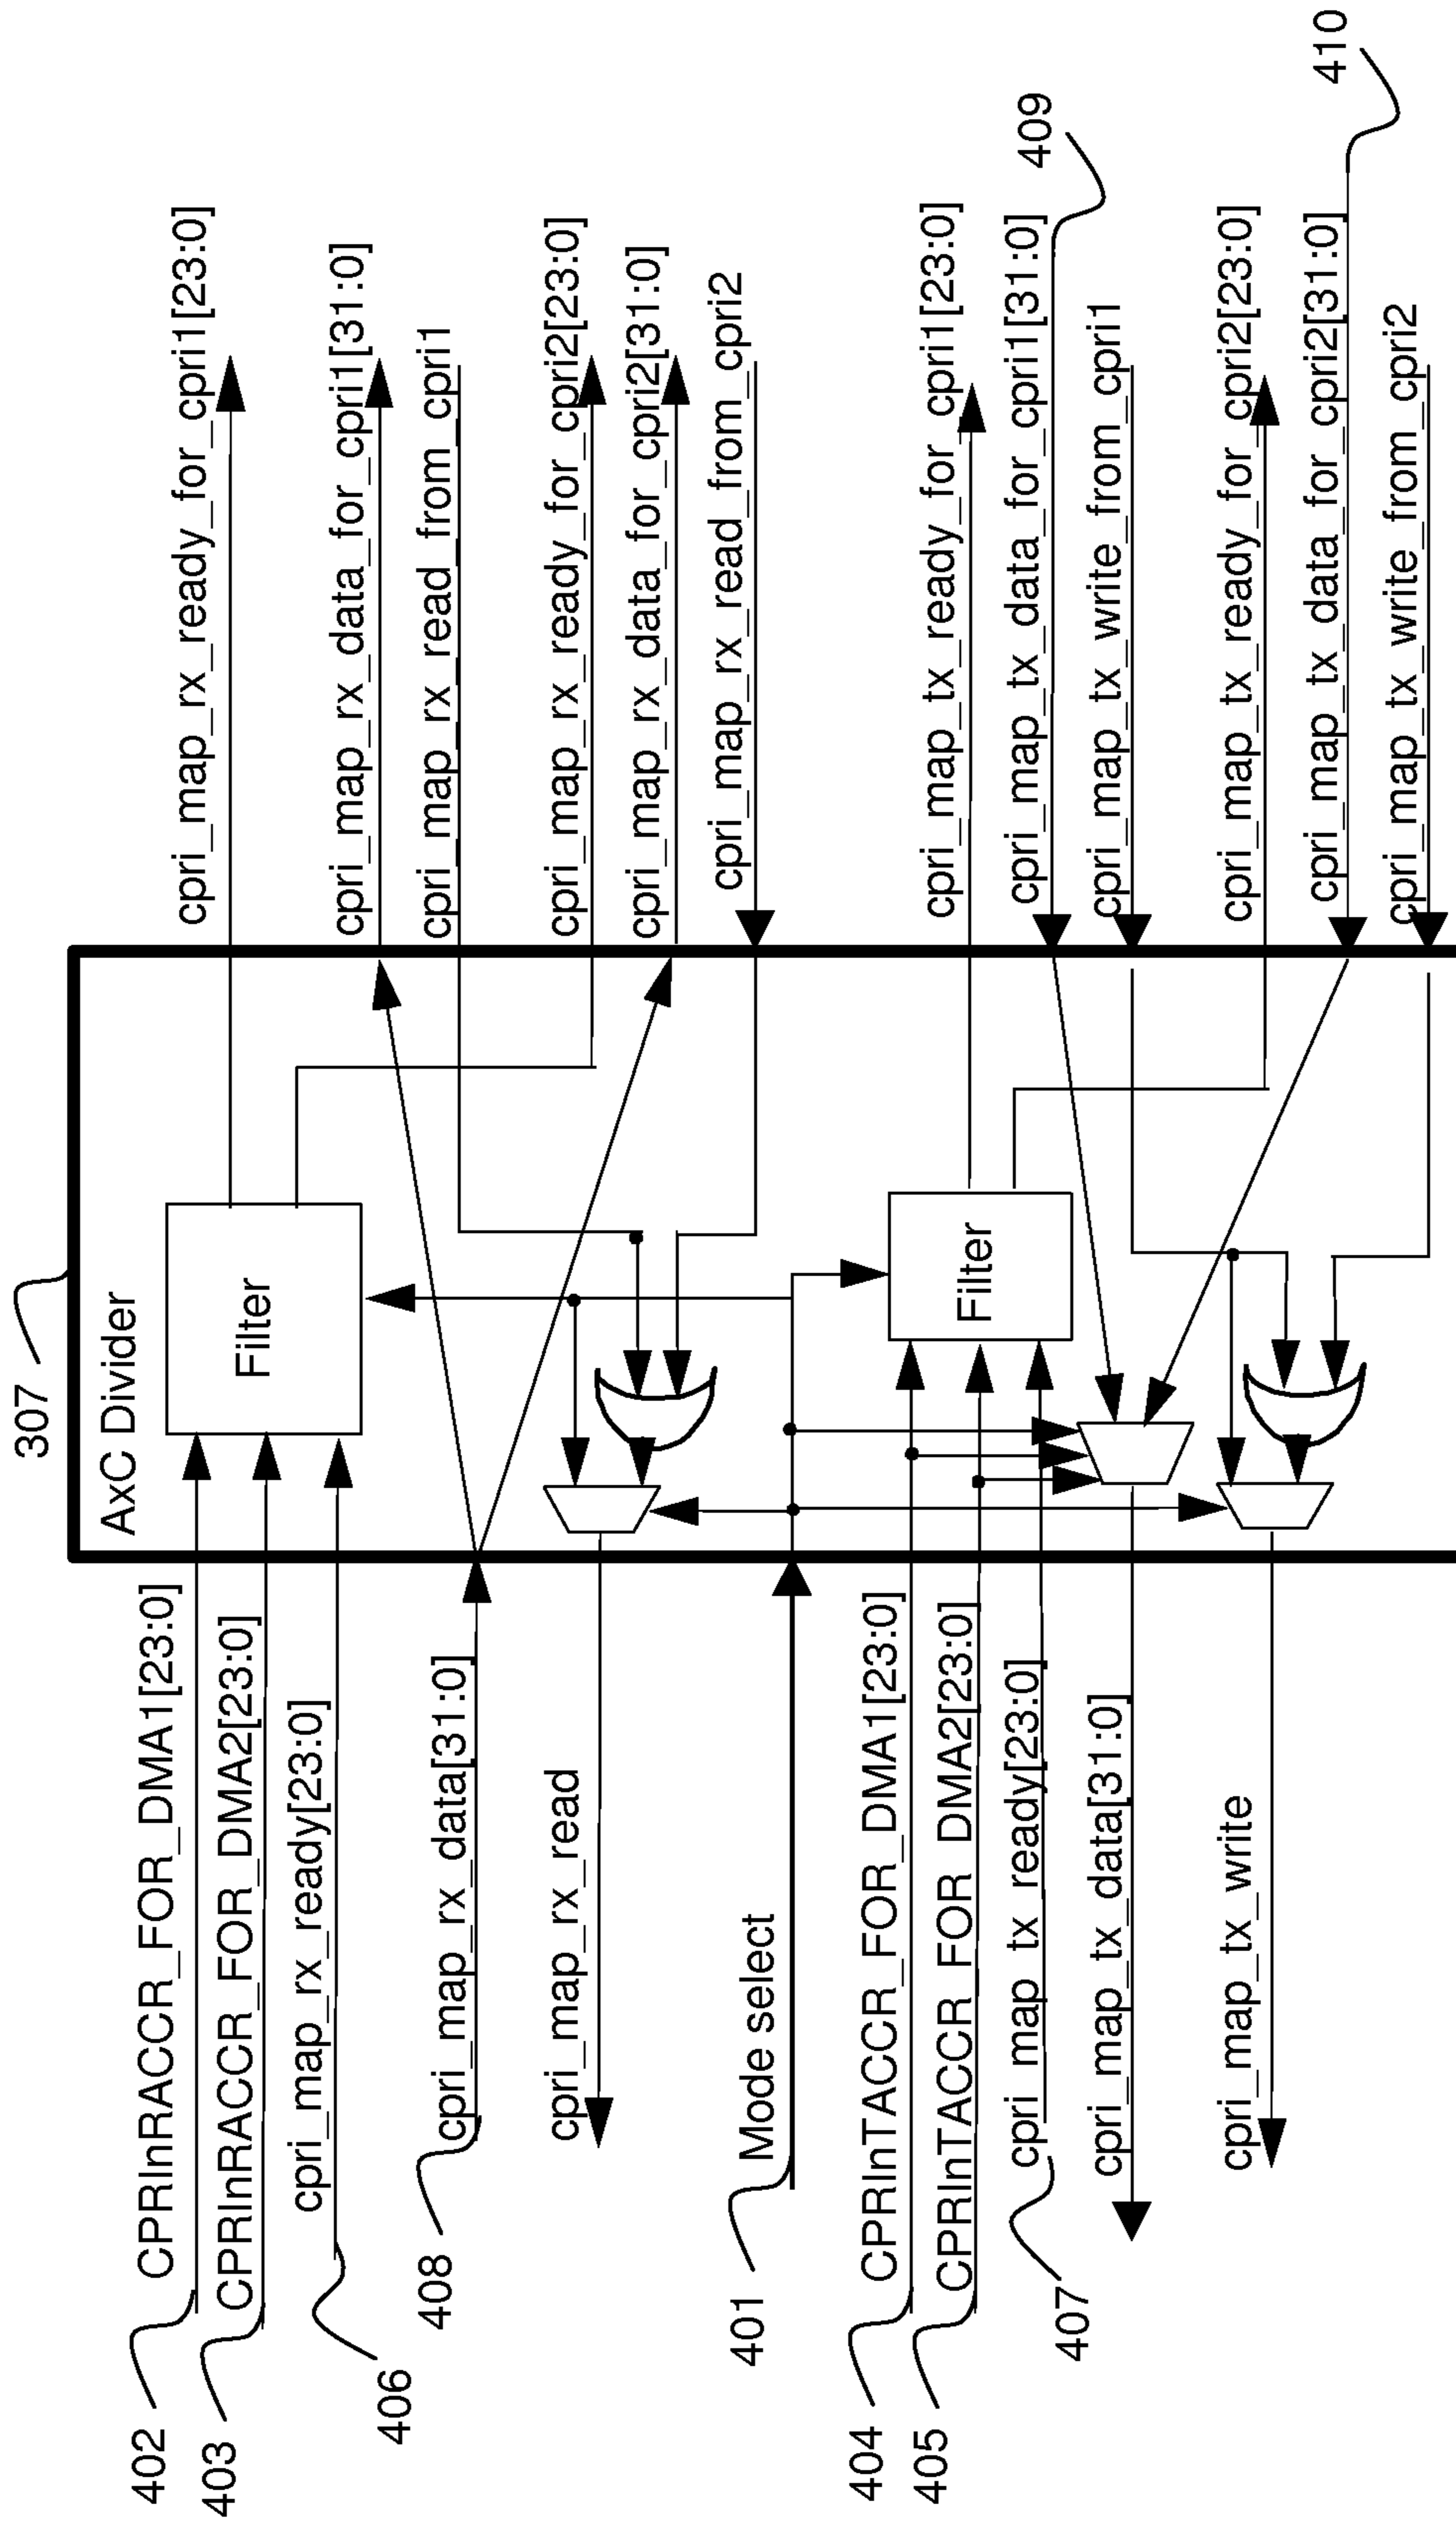 307
AxC Divider
Filter
Filter
402
CPRInRACCR_FOR_DMA1[23:0]
403
CPRInRACCR_FOR_DMA2[23:0]
406
cpri_map_rx_ready[23:0]
408
cpri_map_rx_data[31:0]
cpri_map_rx_read
401
Mode select
404
CPRInTACCR_FOR_DMA1[23:0]
405
CPRInTACCR_FOR_DMA2[23:0]
407
cpri_map_tx_ready[23:0]
cpri_map_tx_data[31:0]
cpri_map_tx_write
cpri_map_rx_ready_for_cpri1[23:0]
cpri_map_rx_data_for_cpri1[31:0]
cpri_map_rx_read_from_cpri1
cpri_map_rx_ready_for_cpri2[23:0]
cpri_map_rx_data_for_cpri2[31:0]
cpri_map_rx_read_from_cpri2
cpri_map_tx_ready_for_cpri1[23:0]
cpri_map_tx_data_for_cpri1[31:0]
409
cpri_map_tx_write_from_cpri1
cpri_map_tx_ready_for_cpri2[23:0]
cpri_map_tx_data_for_cpri2[31:0]
410
cpri_map_tx_write_from_cpri2